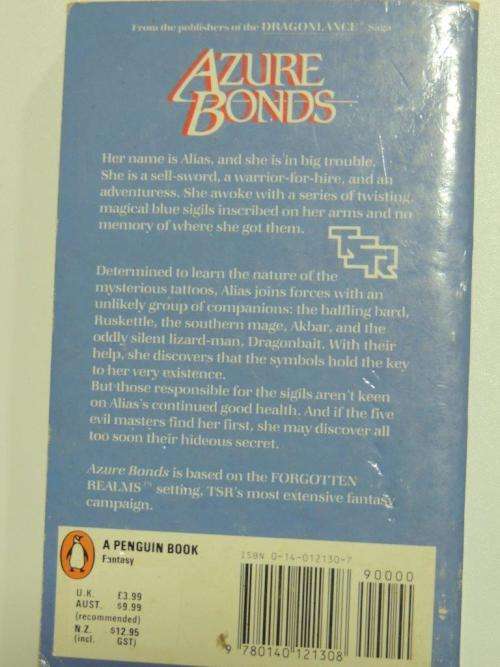 From the publishers of the DRAGONLANCE™ Saga
AZURE
BONDS
Her name is Alias, and she is in big trouble.
She is a sell-sword, a warrior-for-hire, and an
adventuress. She awoke with a series of twisting,
magical blue sigils inscribed on her arms and no
memory of where she got them.
TSR
Determined to learn the nature of the
mysterious tattoos, Alias joins forces with an
unlikely group of companions: the halfling bard,
Ruskettle, the southern mage, Akbar, and the
oddly silent lizard-man, Dragonbait. With their
help, she discovers that the symbols hold the key
to her very existence.
But those responsible for the sigils aren't keen
on Alias's continued good health. And if the five
evil masters find her first, she may discover all
too soon their hideous secret.
Azure Bonds is based on the FORGOTTEN
REALMS™ setting, TSR's most extensive fantasy
campaign.
A PENGUIN BOOK
Fantasy
U.K. £3.99
AUST. $9.99
(recommended)
N.Z. $12.95
(incl. GST)
ISBN 0-14-012130-7
90000
9 780140 121308